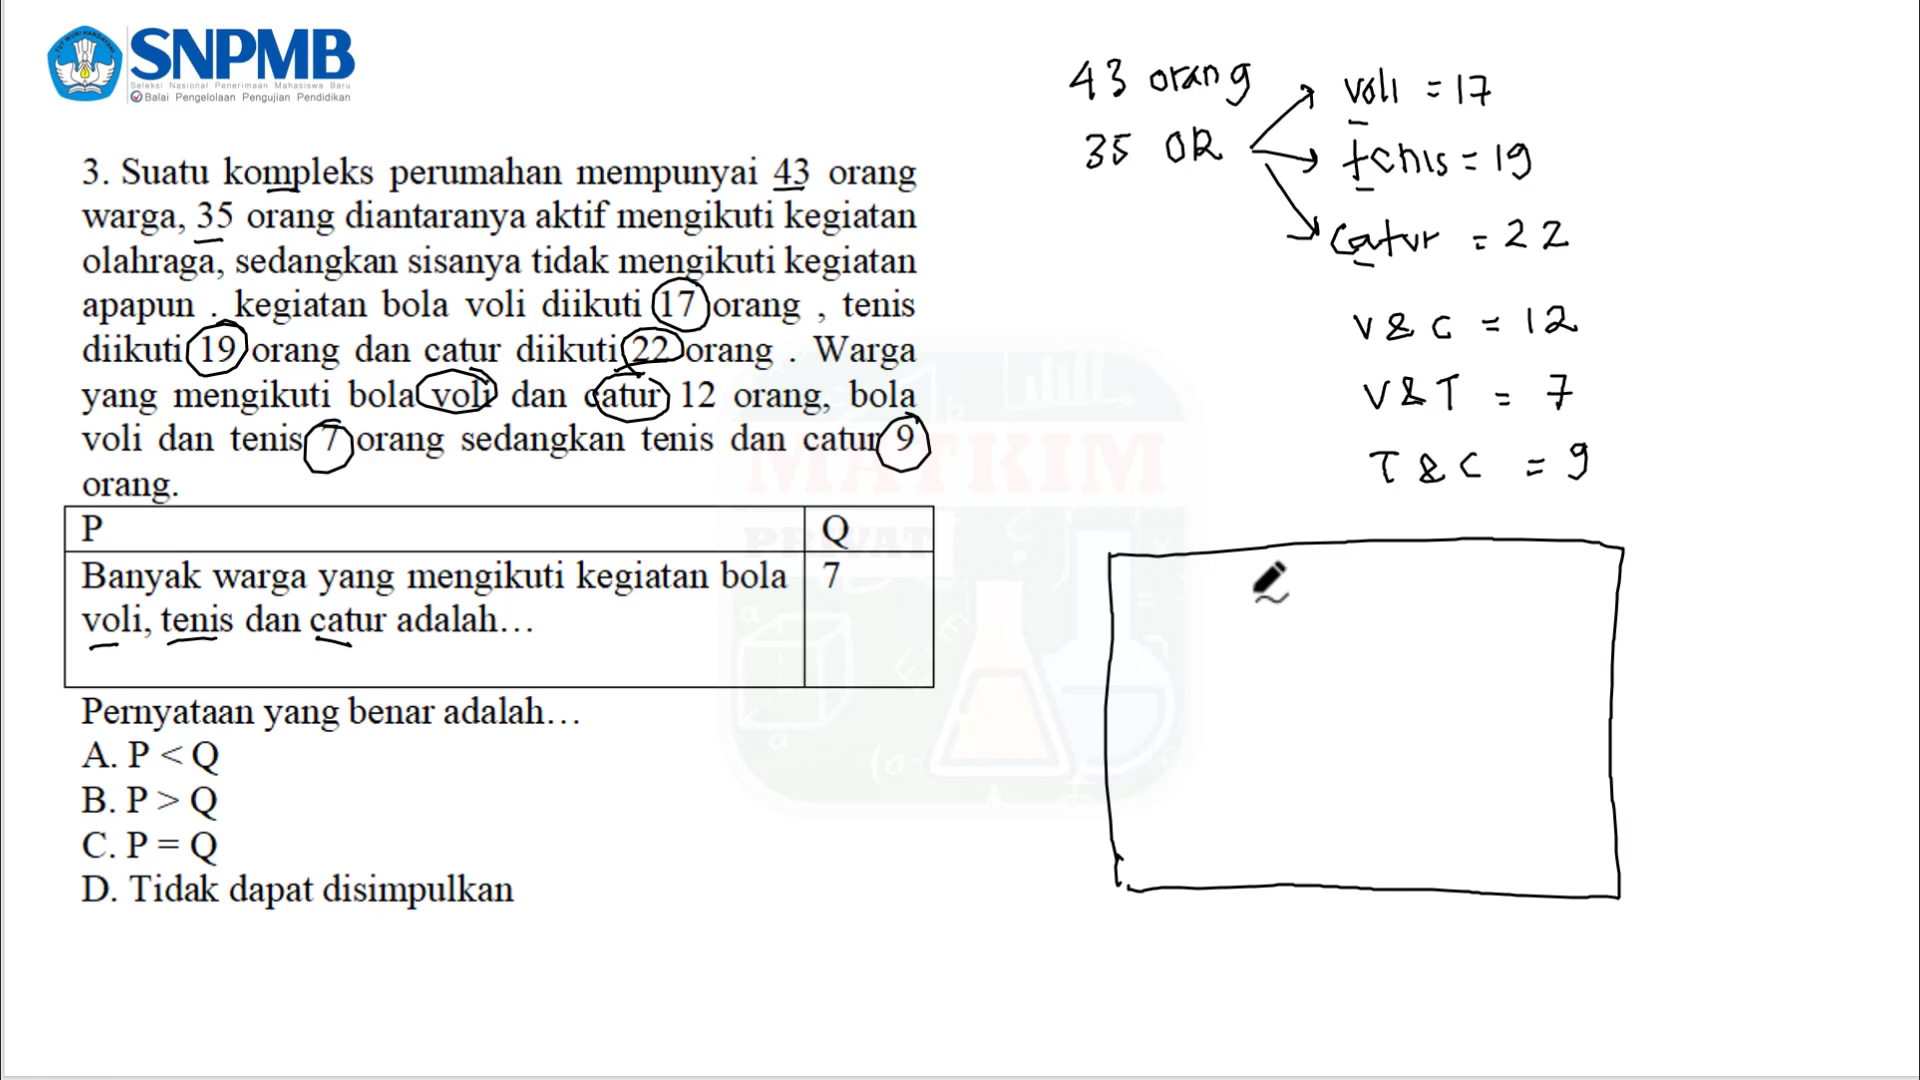 SNPMB
Seleksi Nasional Penerimaan Mahasiswa Baru
Balai Pengelolaan Pengujian Pendidikan
3. Suatu kompleks perumahan mempunyai 43 orang
warga, 35 orang diantaranya aktif mengikuti kegiatan
olahraga, sedangkan sisanya tidak mengikuti kegiatan
apapun . kegiatan bola voli diikuti 17 orang , tenis
diikuti 19 orang dan catur diikuti 22 orang . Warga
yang mengikuti bola voli dan catur 12 orang, bola
voli dan tenis 7 orang sedangkan tenis dan catur 9
orang.
P Q
Banyak warga yang mengikuti kegiatan bola 7
voli, tenis dan catur adalah...
Pernyataan yang benar adalah...
A. P < Q
B. P > Q
C. P = Q
D. Tidak dapat disimpulkan
43 orang
35 OR
voli = 17
tenis = 19
catur = 22
V & C = 12
V & T = 7
T & C = 9
MATKIM
PRIVAT